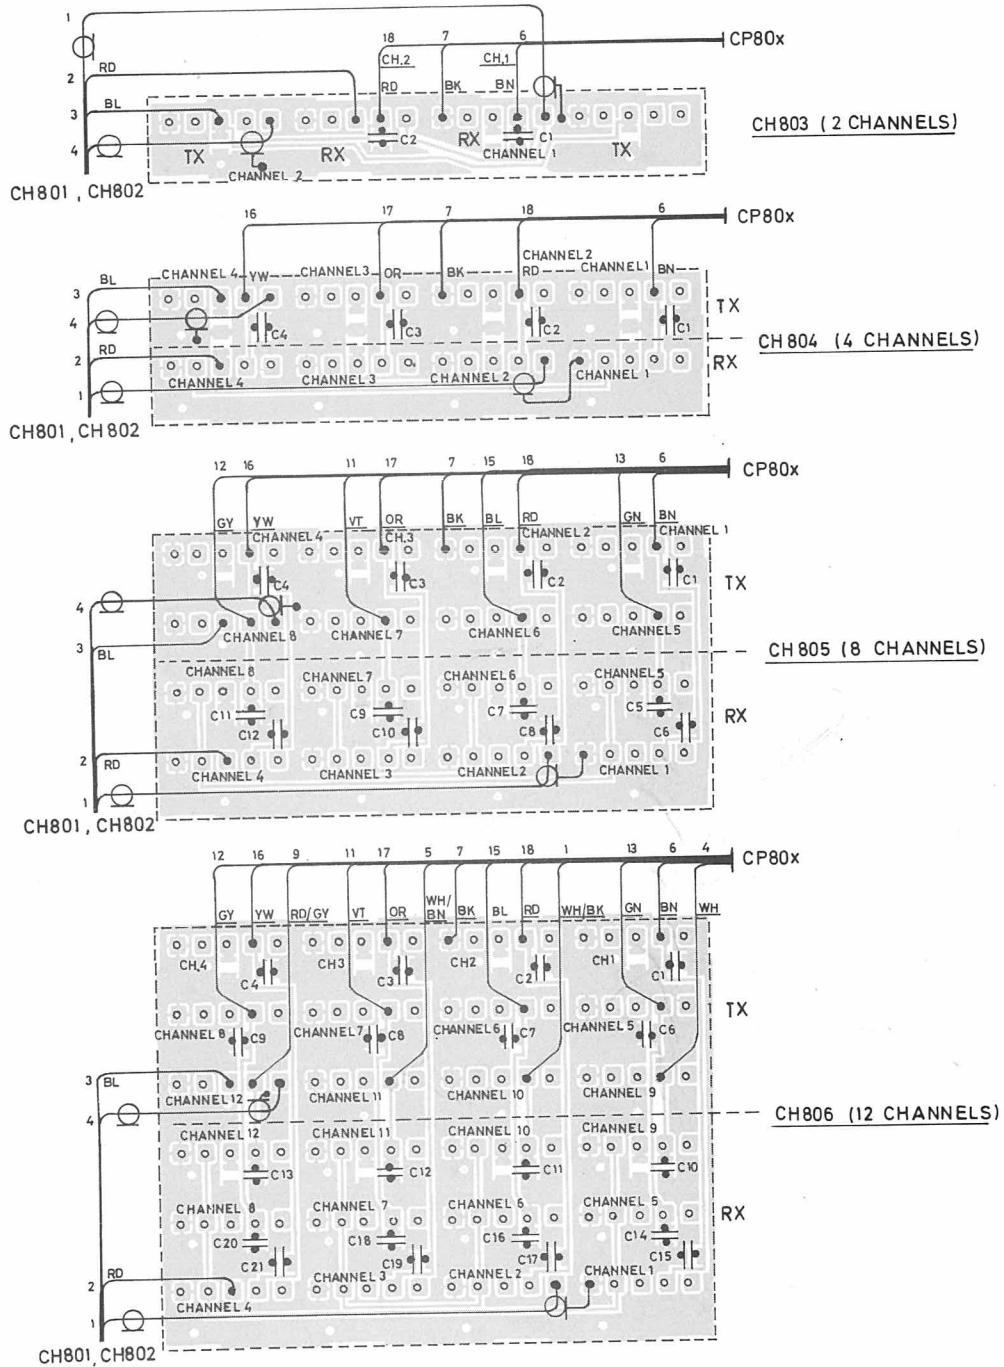 1
18 7 6 CP80x
CH.2 CH.1
2 RD RD BK BN
3 BL
C2 C1 CH803 (2 CHANNELS)
4 TX RX RX CHANNEL 1 TX
CHANNEL 2
CH801, CH802
16 17 7 18 6 CP80x
CHANNEL 4 YW CHANNEL3 OR BK CHANNEL2 RD CHANNEL1 BN
3 BL
4 C4 C3 C2 C1 TX
CH804 (4 CHANNELS)
2 RD RX
CHANNEL 4 CHANNEL 3 CHANNEL 2 CHANNEL 1
1
CH801, CH802
12 16 11 17 7 15 18 13 6 CP80x
GY YW VT OR BK BL RD GN BN
CHANNEL 4 CH.3 CHANNEL 2 CHANNEL 1
C4 C3 C2 C1 TX
4
CHANNEL 8 CHANNEL 7 CHANNEL 6 CHANNEL 5
3 BL
CH805 (8 CHANNELS)
CHANNEL 8 CHANNEL 7 CHANNEL 6 CHANNEL 5
C11 C9 C7 C5 RX
C12 C10 C8 C6
2 RD
CHANNEL 4 CHANNEL 3 CHANNEL 2 CHANNEL 1
1
CH801, CH802
12 16 9 11 17 5 7 15 18 1 13 6 4 CP80x
GY YW RD/GY VT OR WH/BN BK BL RD WH/BK GN BN WH
CH.4 CH3 CH2 CH1
C4 C3 C2 C1
TX
CHANNEL 8 C9 CHANNEL 7 C8 CHANNEL 6 C7 CHANNEL 5 C6
3 BL
CHANNEL 12 CHANNEL 11 CHANNEL 10 CHANNEL 9
4 CH806 (12 CHANNELS)
CHANNEL 12 CHANNEL 11 CHANNEL 10 CHANNEL 9
C13 C12 C11 C10
CHANNEL 8 CHANNEL 7 CHANNEL 6 CHANNEL 5 RX
C20 C18 C16 C14
C21 C19 C17 C15
2 RD
CHANNEL 4 CHANNEL 3 CHANNEL 2 CHANNEL 1
1
CH801, CH802